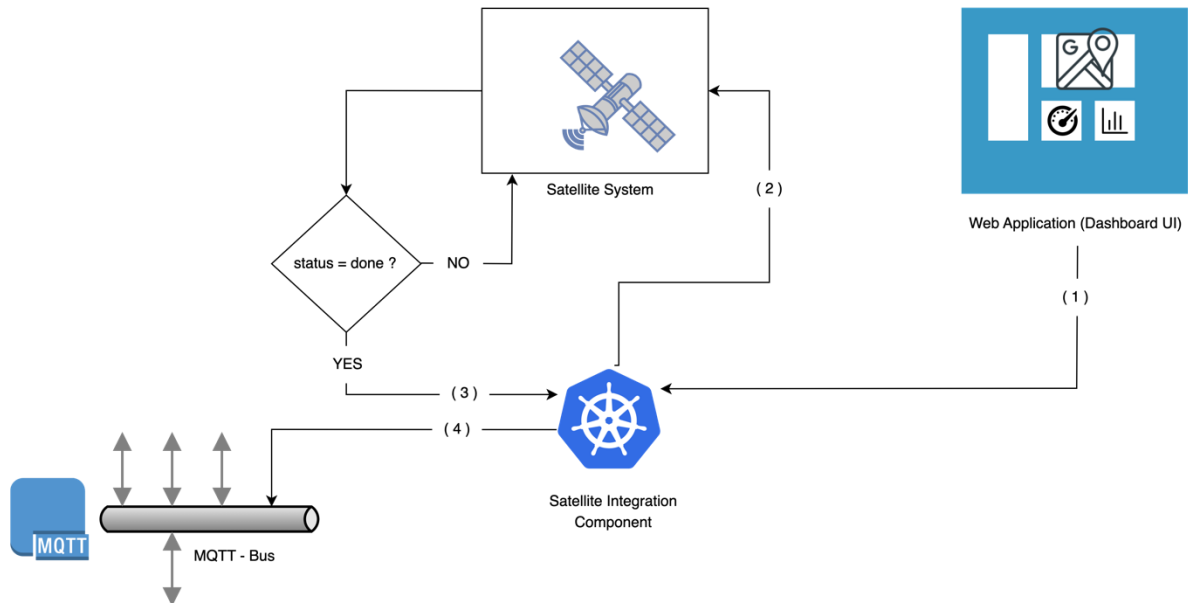 G
Satellite System
( 2 )
Web Application (Dashboard UI)
status = done ?
NO
( 1 )
YES
( 3 )
( 4 )
Satellite Integration
Component
MQTT
MQTT - Bus